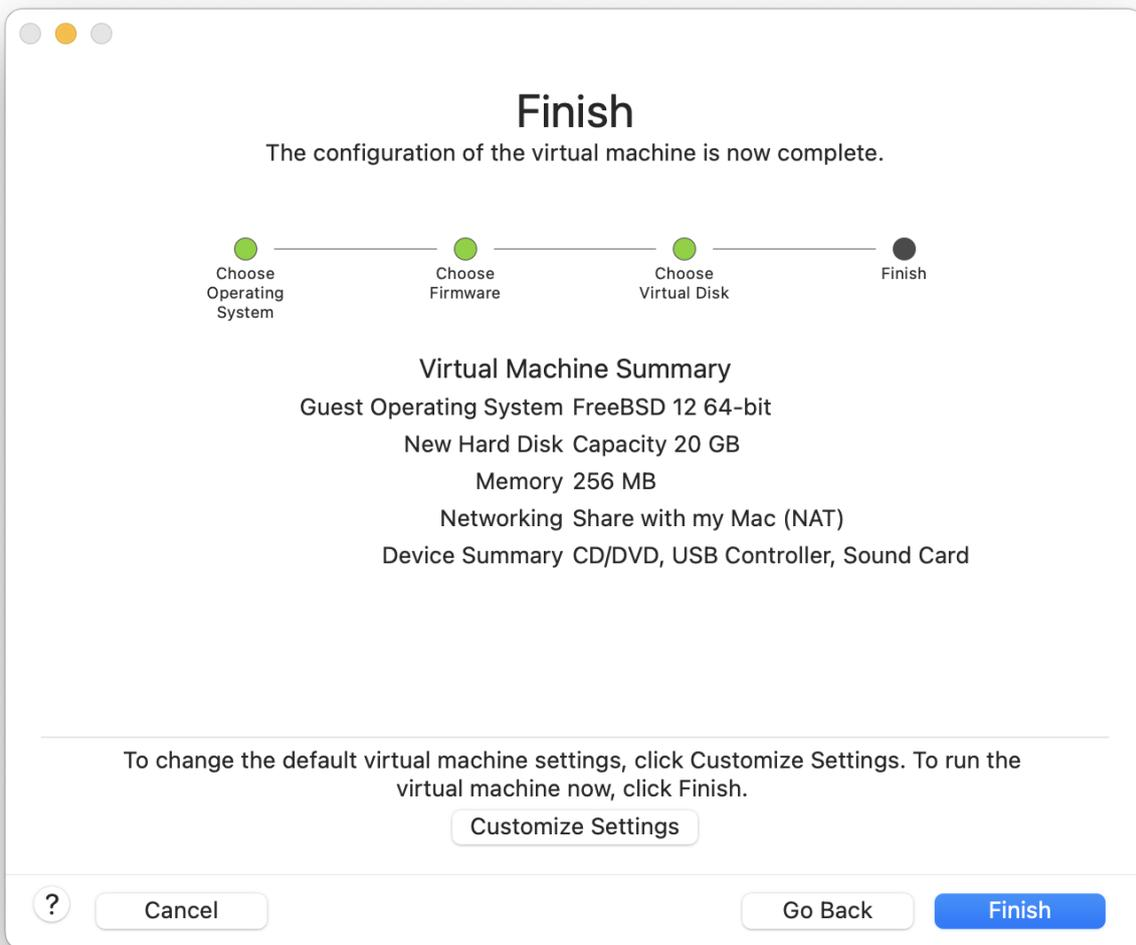 Finish
The configuration of the virtual machine is now complete.
Choose
Operating
System
Choose
Firmware
Choose
Virtual Disk
Finish
Virtual Machine Summary
Guest Operating System FreeBSD 12 64-bit
New Hard Disk Capacity 20 GB
Memory 256 MB
Networking Share with my Mac (NAT)
Device Summary CD/DVD, USB Controller, Sound Card
To change the default virtual machine settings, click Customize Settings. To run the
virtual machine now, click Finish.
Customize Settings
? Cancel Go Back Finish